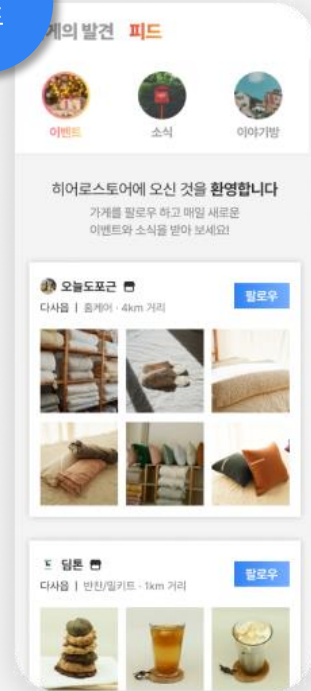 게의 발견 피드
이벤트 소식 이야기방
히어로스토어에 오신 것을 환영합니다
가게를 팔로우 하고 매일 새로운
이벤트와 소식을 받아 보세요!
오늘도포근
팔로우
다사읍 | 홈케어 · 4km 거리
딤톤
팔로우
다사읍 | 반찬/밀키트 · 1km 거리